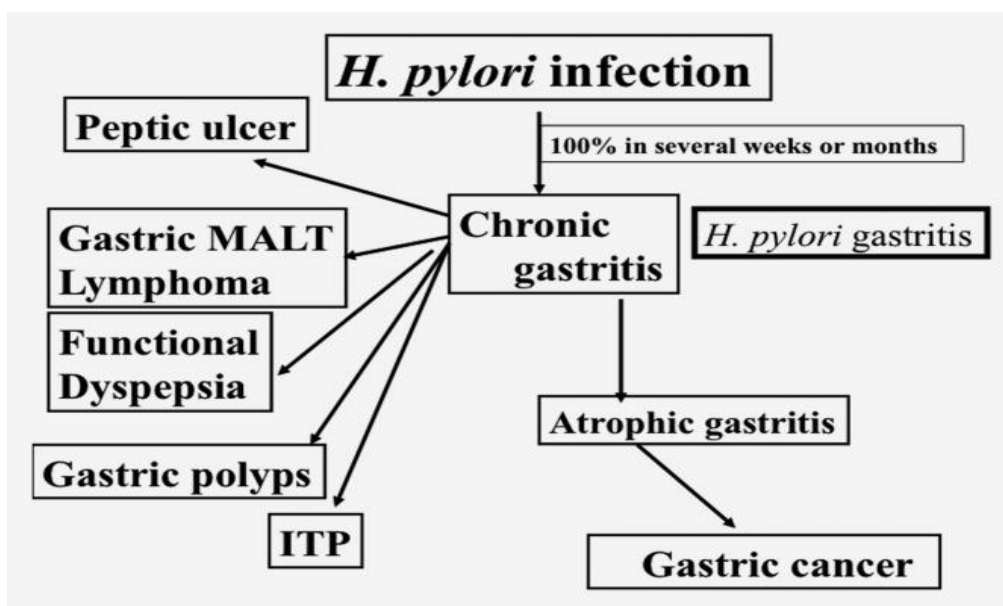 H. pylori infection
Peptic ulcer
100% in several weeks or months
Chronic
gastritis
H. pylori gastritis
Gastric MALT
Lymphoma
Functional
Dyspepsia
Atrophic gastritis
Gastric polyps
ITP
Gastric cancer